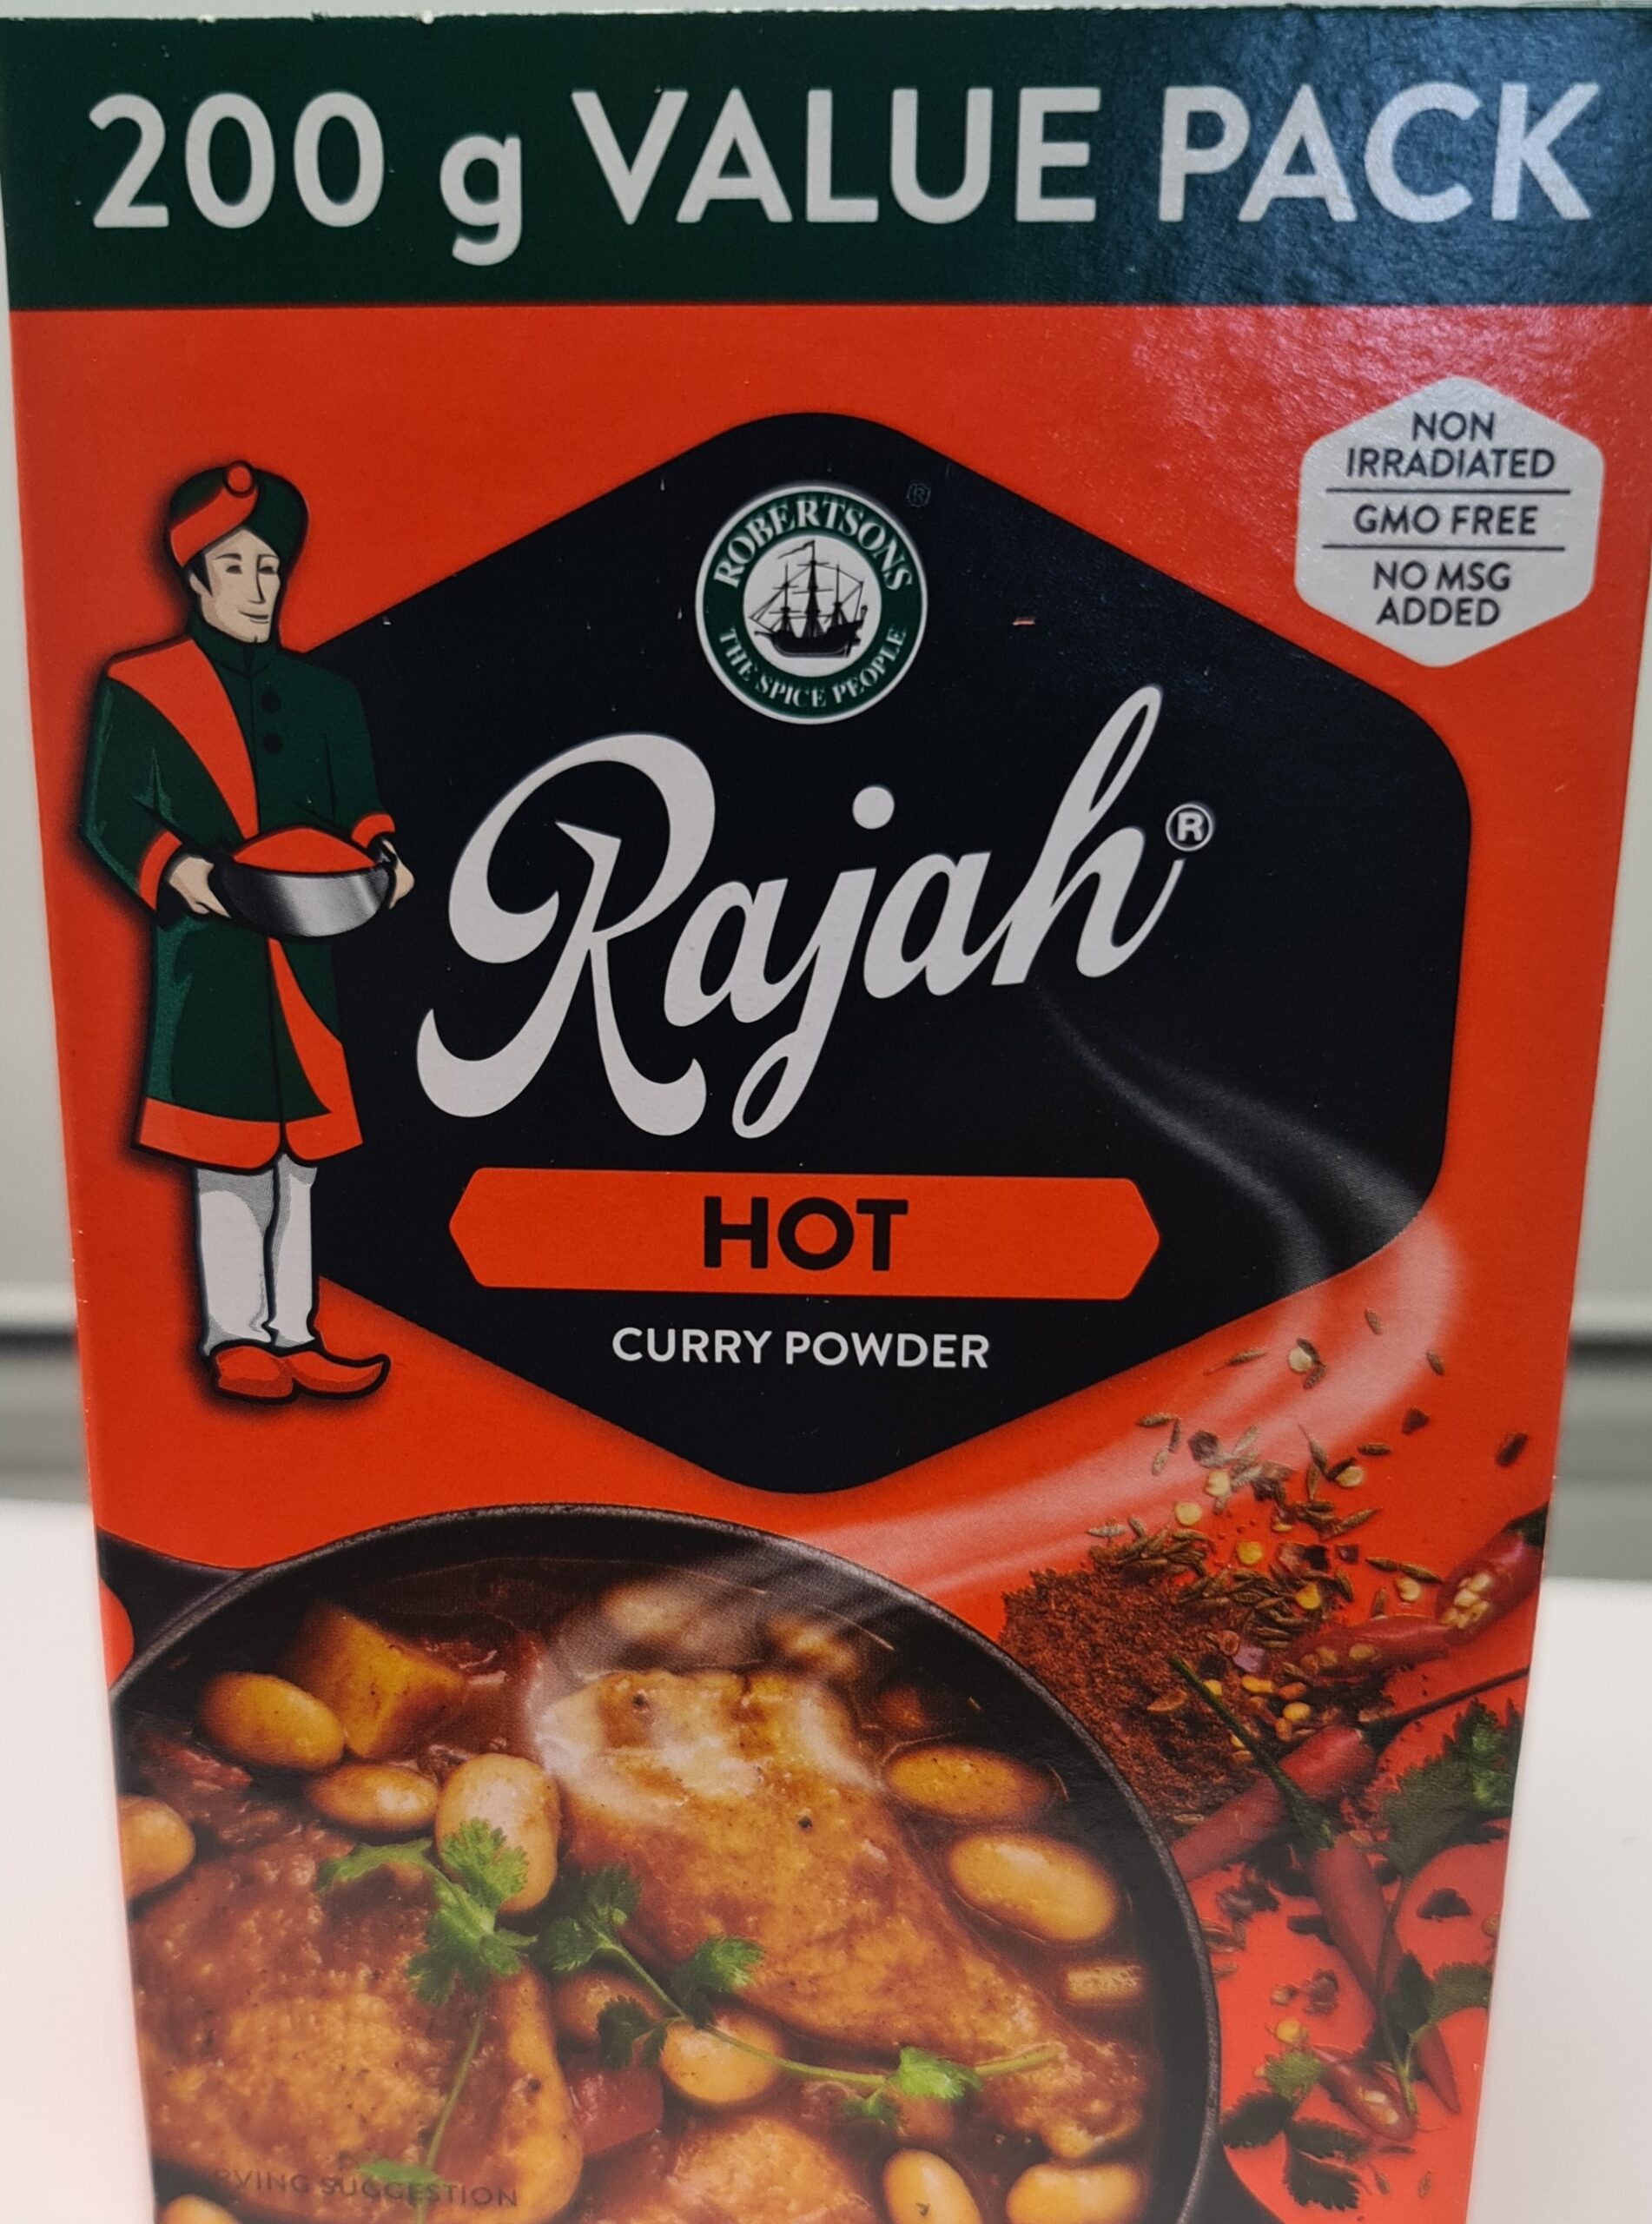 200 g VALUE PACK
NON
IRRADIATED
GMO FREE
NO MSG
ADDED
ROBERTSONS ®
THE SPICE PEOPLE
Rajah®
HOT
CURRY POWDER
RVING SUGGESTION